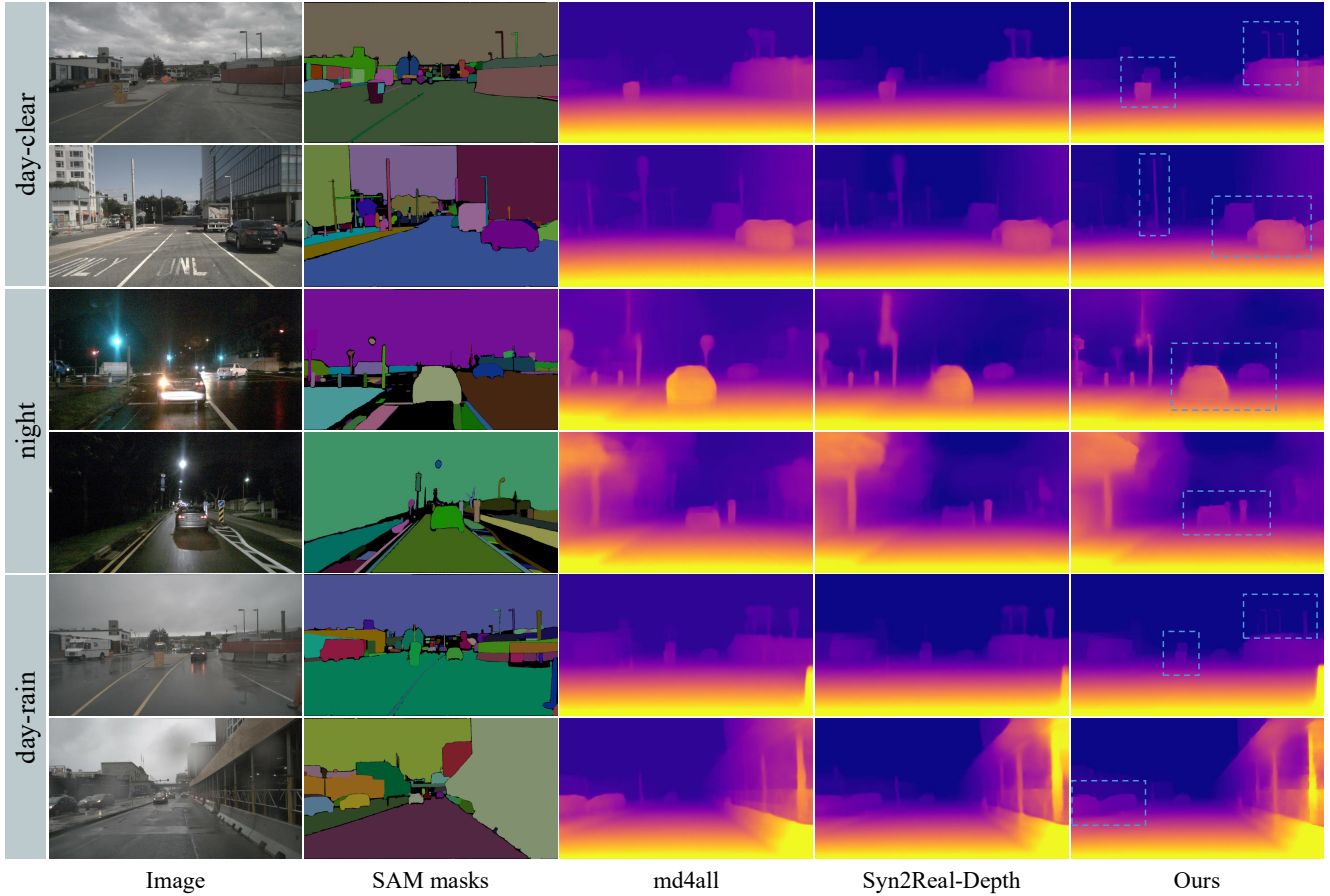 day-clear
ONLY ONL
night
day-rain
Image
SAM masks
md4all
Syn2Real-Depth
Ours